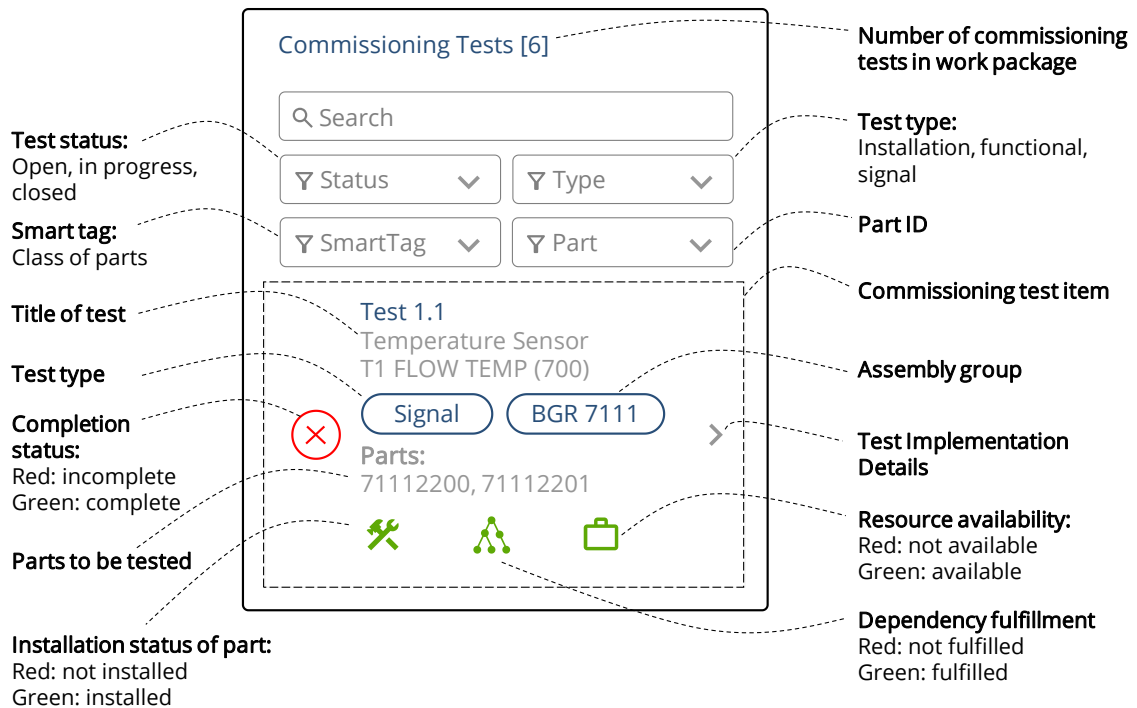 Commissioning Tests [6]
Search
Status
Type
SmartTag
Part
Test 1.1
Temperature Sensor
T1 FLOW TEMP (700)
Signal
BGR 7111
Parts:
71112200, 71112201
Test status:
Open, in progress,
closed
Smart tag:
Class of parts
Title of test
Test type
Completion
status:
Red: incomplete
Green: complete
Parts to be tested
Installation status of part:
Red: not installed
Green: installed
Number of commissioning
tests in work package
Test type:
Installation, functional,
signal
Part ID
Commissioning test item
Assembly group
Test Implementation
Details
Resource availability:
Red: not available
Green: available
Dependency fulfillment
Red: not fulfilled
Green: fulfilled